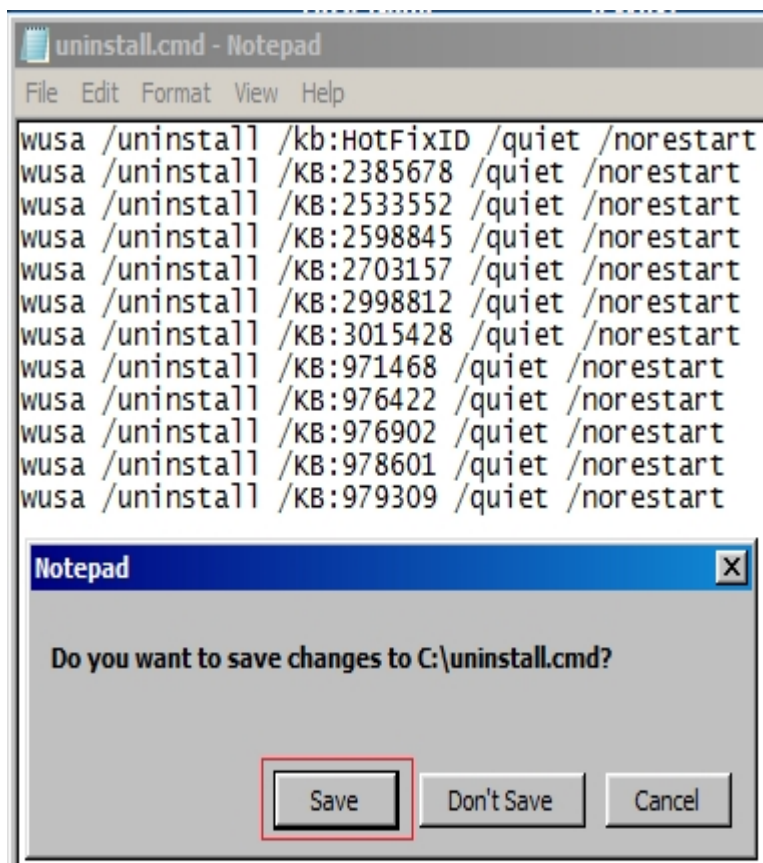 uninstall.cmd - Notepad
File Edit Format View Help
wusa /uninstall /kb:HotFixID /quiet /norestart
wusa /uninstall /KB:2385678 /quiet /norestart
wusa /uninstall /KB:2533552 /quiet /norestart
wusa /uninstall /KB:2598845 /quiet /norestart
wusa /uninstall /KB:2703157 /quiet /norestart
wusa /uninstall /KB:2998812 /quiet /norestart
wusa /uninstall /KB:3015428 /quiet /norestart
wusa /uninstall /KB:971468 /quiet /norestart
wusa /uninstall /KB:976422 /quiet /norestart
wusa /uninstall /KB:976902 /quiet /norestart
wusa /uninstall /KB:978601 /quiet /norestart
wusa /uninstall /KB:979309 /quiet /norestart
Notepad
Do you want to save changes to C:\uninstall.cmd?
Save Don't Save Cancel